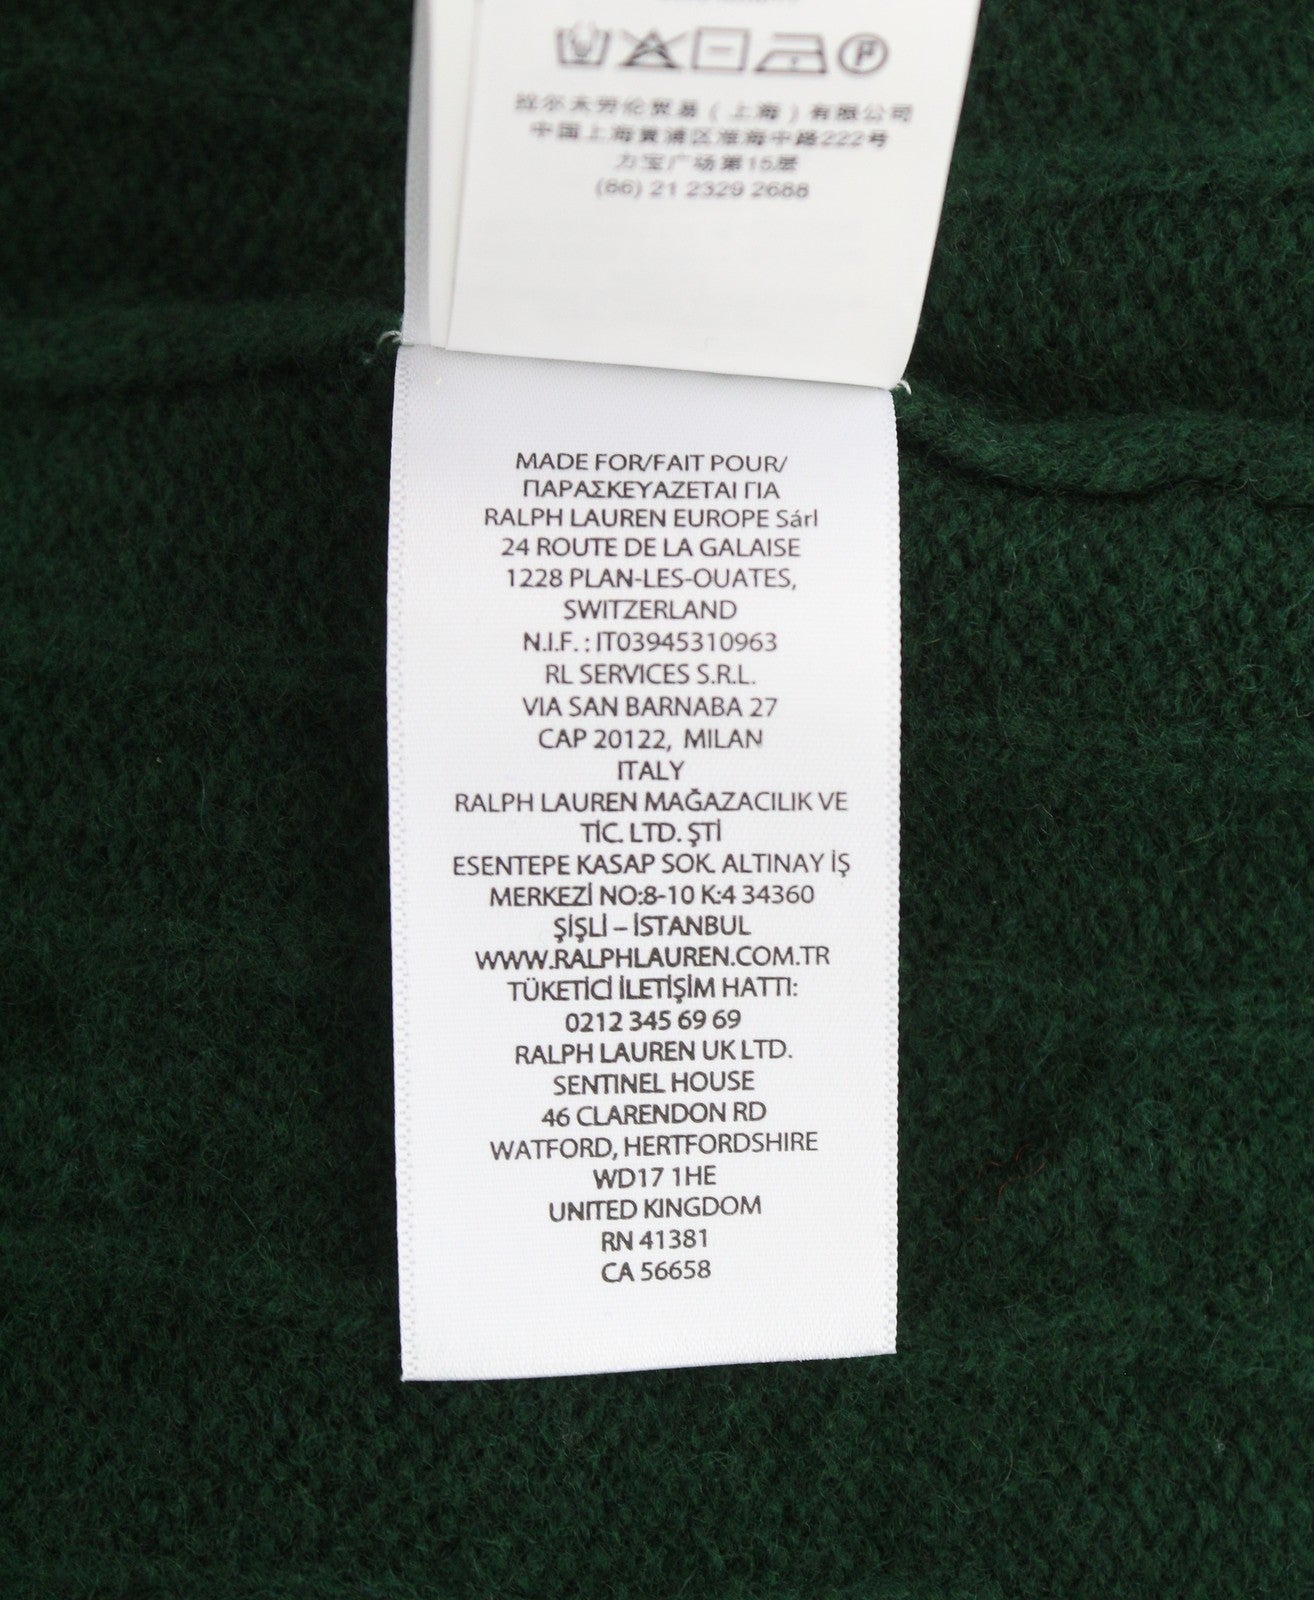 拉尔夫劳伦贸易（上海）有限公司
中国上海黄浦区淮海中路222号
力宝广场第15层
(86) 21 2329 2688
MADE FOR/FAIT POUR/
ΠΑΡΑΣΚΕΥΑΖΕΤΑΙ ΓΙΑ
RALPH LAUREN EUROPE Sárl
24 ROUTE DE LA GALAISE
1228 PLAN-LES-OUATES,
SWITZERLAND
N.I.F. : IT03945310963
RL SERVICES S.R.L.
VIA SAN BARNABA 27
CAP 20122, MILAN
ITALY
RALPH LAUREN MAĞAZACILIK VE
TİC. LTD. ŞTİ
ESENTEPE KASAP SOK. ALTINAY İŞ
MERKEZİ NO:8-10 K:4 34360
ŞİŞLİ – İSTANBUL
WWW.RALPHLAUREN.COM.TR
TÜKETİCİ İLETİŞİM HATTI:
0212 345 69 69
RALPH LAUREN UK LTD.
SENTINEL HOUSE
46 CLARENDON RD
WATFORD, HERTFORDSHIRE
WD17 1HE
UNITED KINGDOM
RN 41381
CA 56658